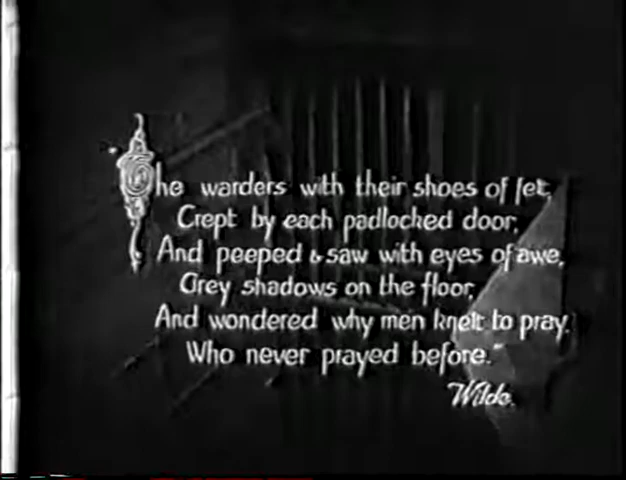 The warders with their shoes of felt,
Crept by each padlocked door,
And peeped & saw with eyes of awe,
Grey shadows on the floor,
And wondered why men knelt to pray,
Who never prayed before."
Wilde.